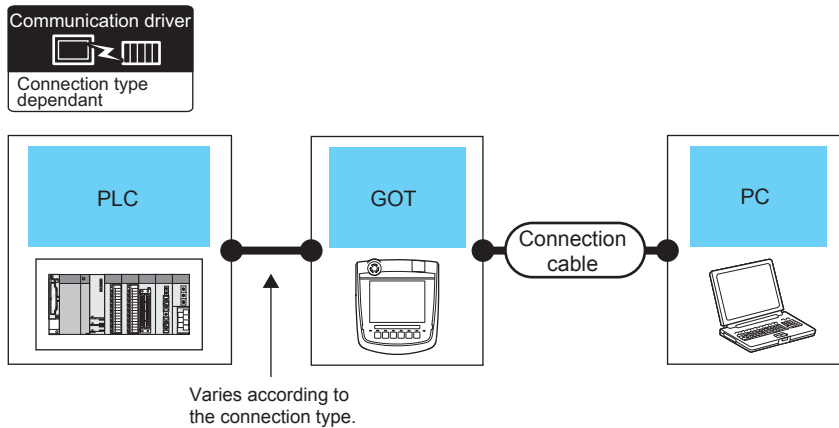 Communication driver
Connection type
dependant
PLC
GOT
PC
Connection
cable
Varies according to
the connection type.